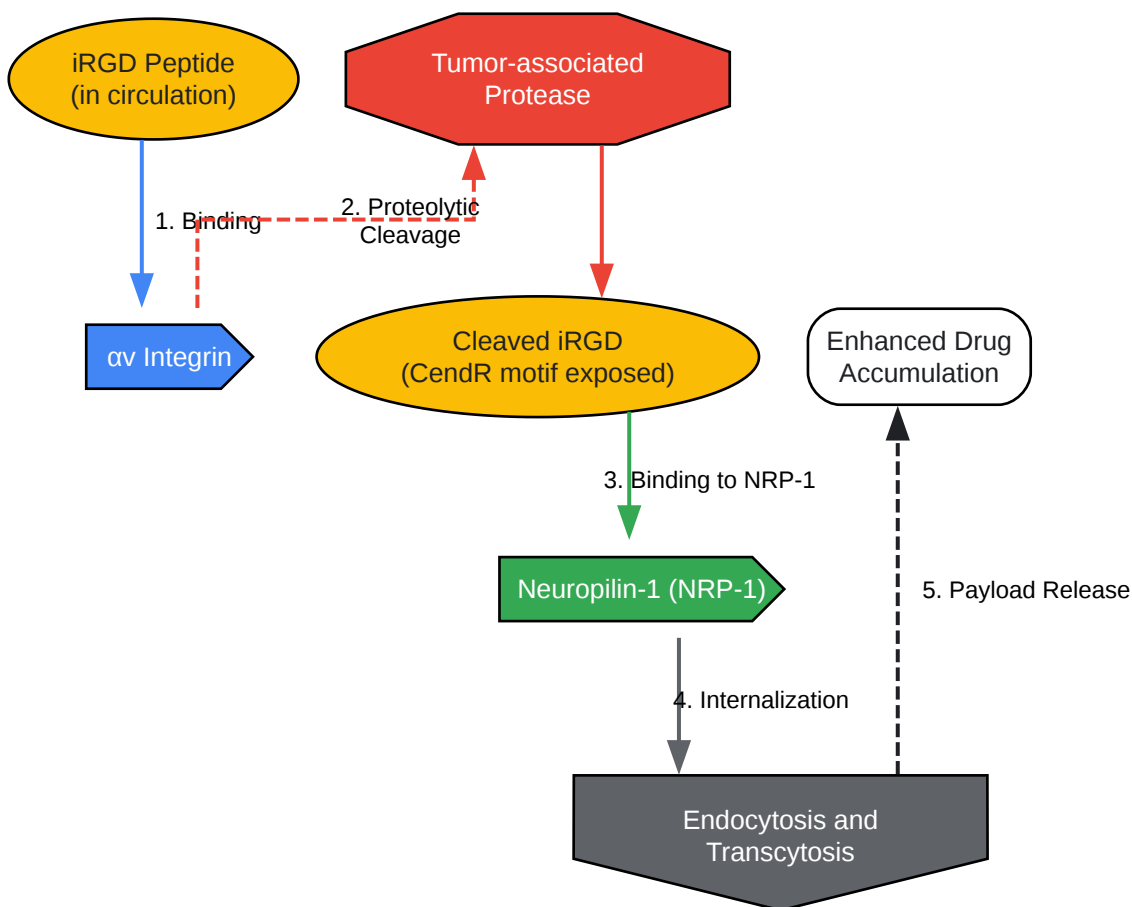 iRGD Peptide
(in circulation)
Tumor-associated
Protease
1. Binding
2. Proteolytic
Cleavage
αv Integrin
Cleaved iRGD
(CendR motif exposed)
Enhanced Drug
Accumulation
3. Binding to NRP-1
Neuropilin-1 (NRP-1)
5. Payload Release
4. Internalization
Endocytosis and
Transcytosis